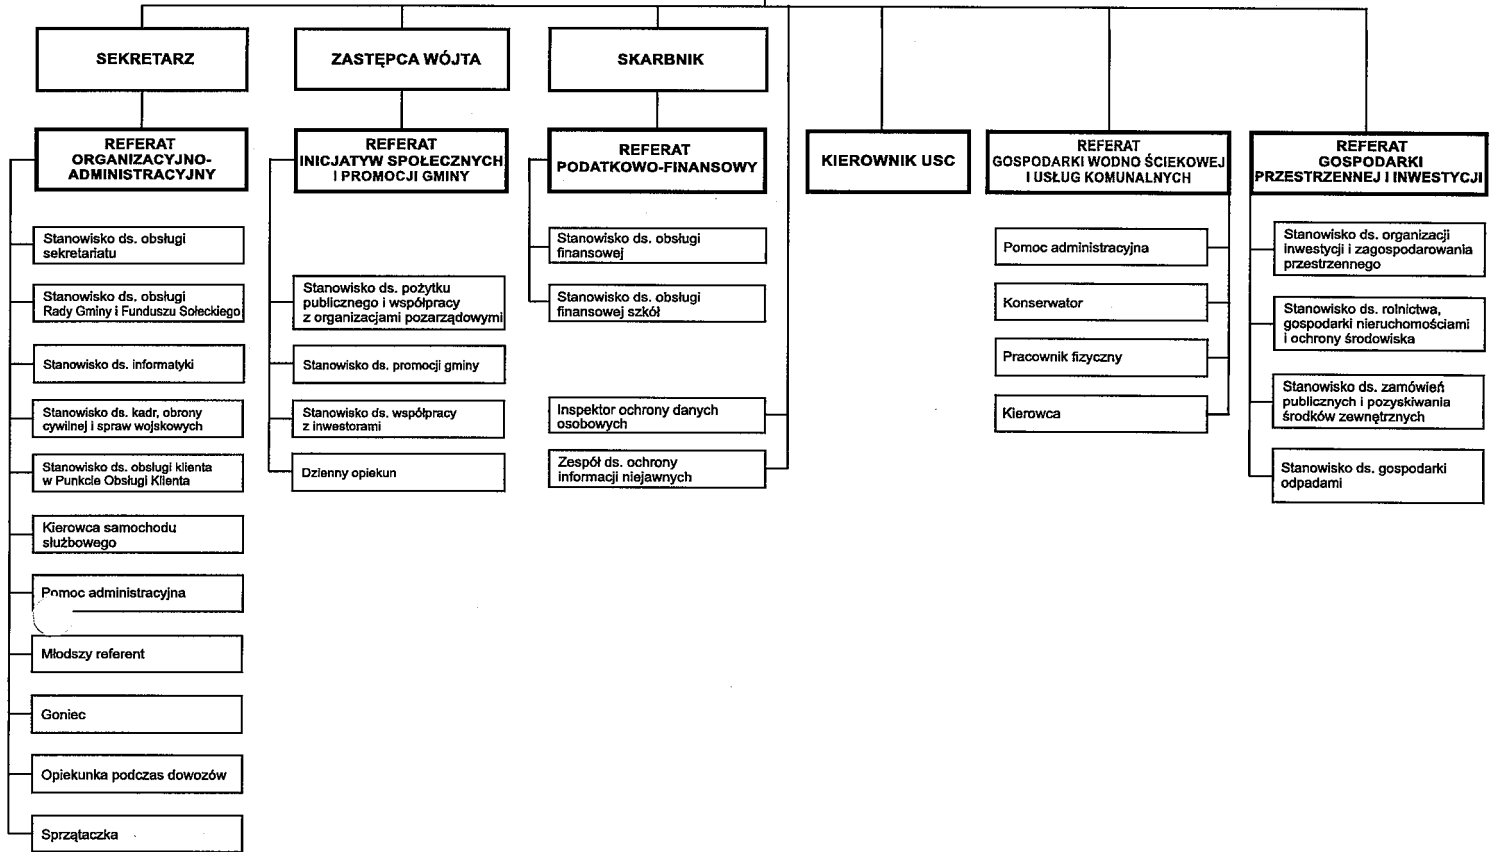 SEKRETARZ
ZASTĘPCA WÓJTA
SKARBNIK
REFERAT
ORGANIZACYJNO-
ADMINISTRACYJNY
REFERAT
INICJATYW SPOŁECZNYCH
I PROMOCJI GMINY
REFERAT
PODATKOWO-FINANSOWY
KIEROWNIK USC
REFERAT
GOSPODARKI WODNO ŚCIEKOWEJ
I USŁUG KOMUNALNYCH
REFERAT
GOSPODARKI
PRZESTRZENNEJ I INWESTYCJI
Stanowisko ds. obsługi
sekretariatu
Stanowisko ds. obsługi
Rady Gminy i Funduszu Sołeckiego
Stanowisko ds. informatyki
Stanowisko ds. kadr, obrony
cywilnej i spraw wojskowych
Stanowisko ds. obsługi klienta
w Punkcie Obsługi Klienta
Kierowca samochodu
służbowego
Pomoc administracyjna
Młodszy referent
Goniec
Opiekunka podczas dowozów
Sprzątaczka
Stanowisko ds. pożytku
publicznego i współpracy
z organizacjami pozarządowymi
Stanowisko ds. promocji gminy
Stanowisko ds. współpracy
z inwestorami
Dzienny opiekun
Stanowisko ds. obsługi
finansowej
Stanowisko ds. obsługi
finansowej szkół
Inspektor ochrony danych
osobowych
Zespół ds. ochrony
informacji niejawnych
Pomoc administracyjna
Konserwator
Pracownik fizyczny
Kierowca
Stanowisko ds. organizacji
inwestycji i zagospodarowania
przestrzennego
Stanowisko ds. rolnictwa,
gospodarki nieruchomościami
i ochrony środowiska
Stanowisko ds. zamówień
publicznych i pozyskiwania
środków zewnętrznych
Stanowisko ds. gospodarki
odpadami